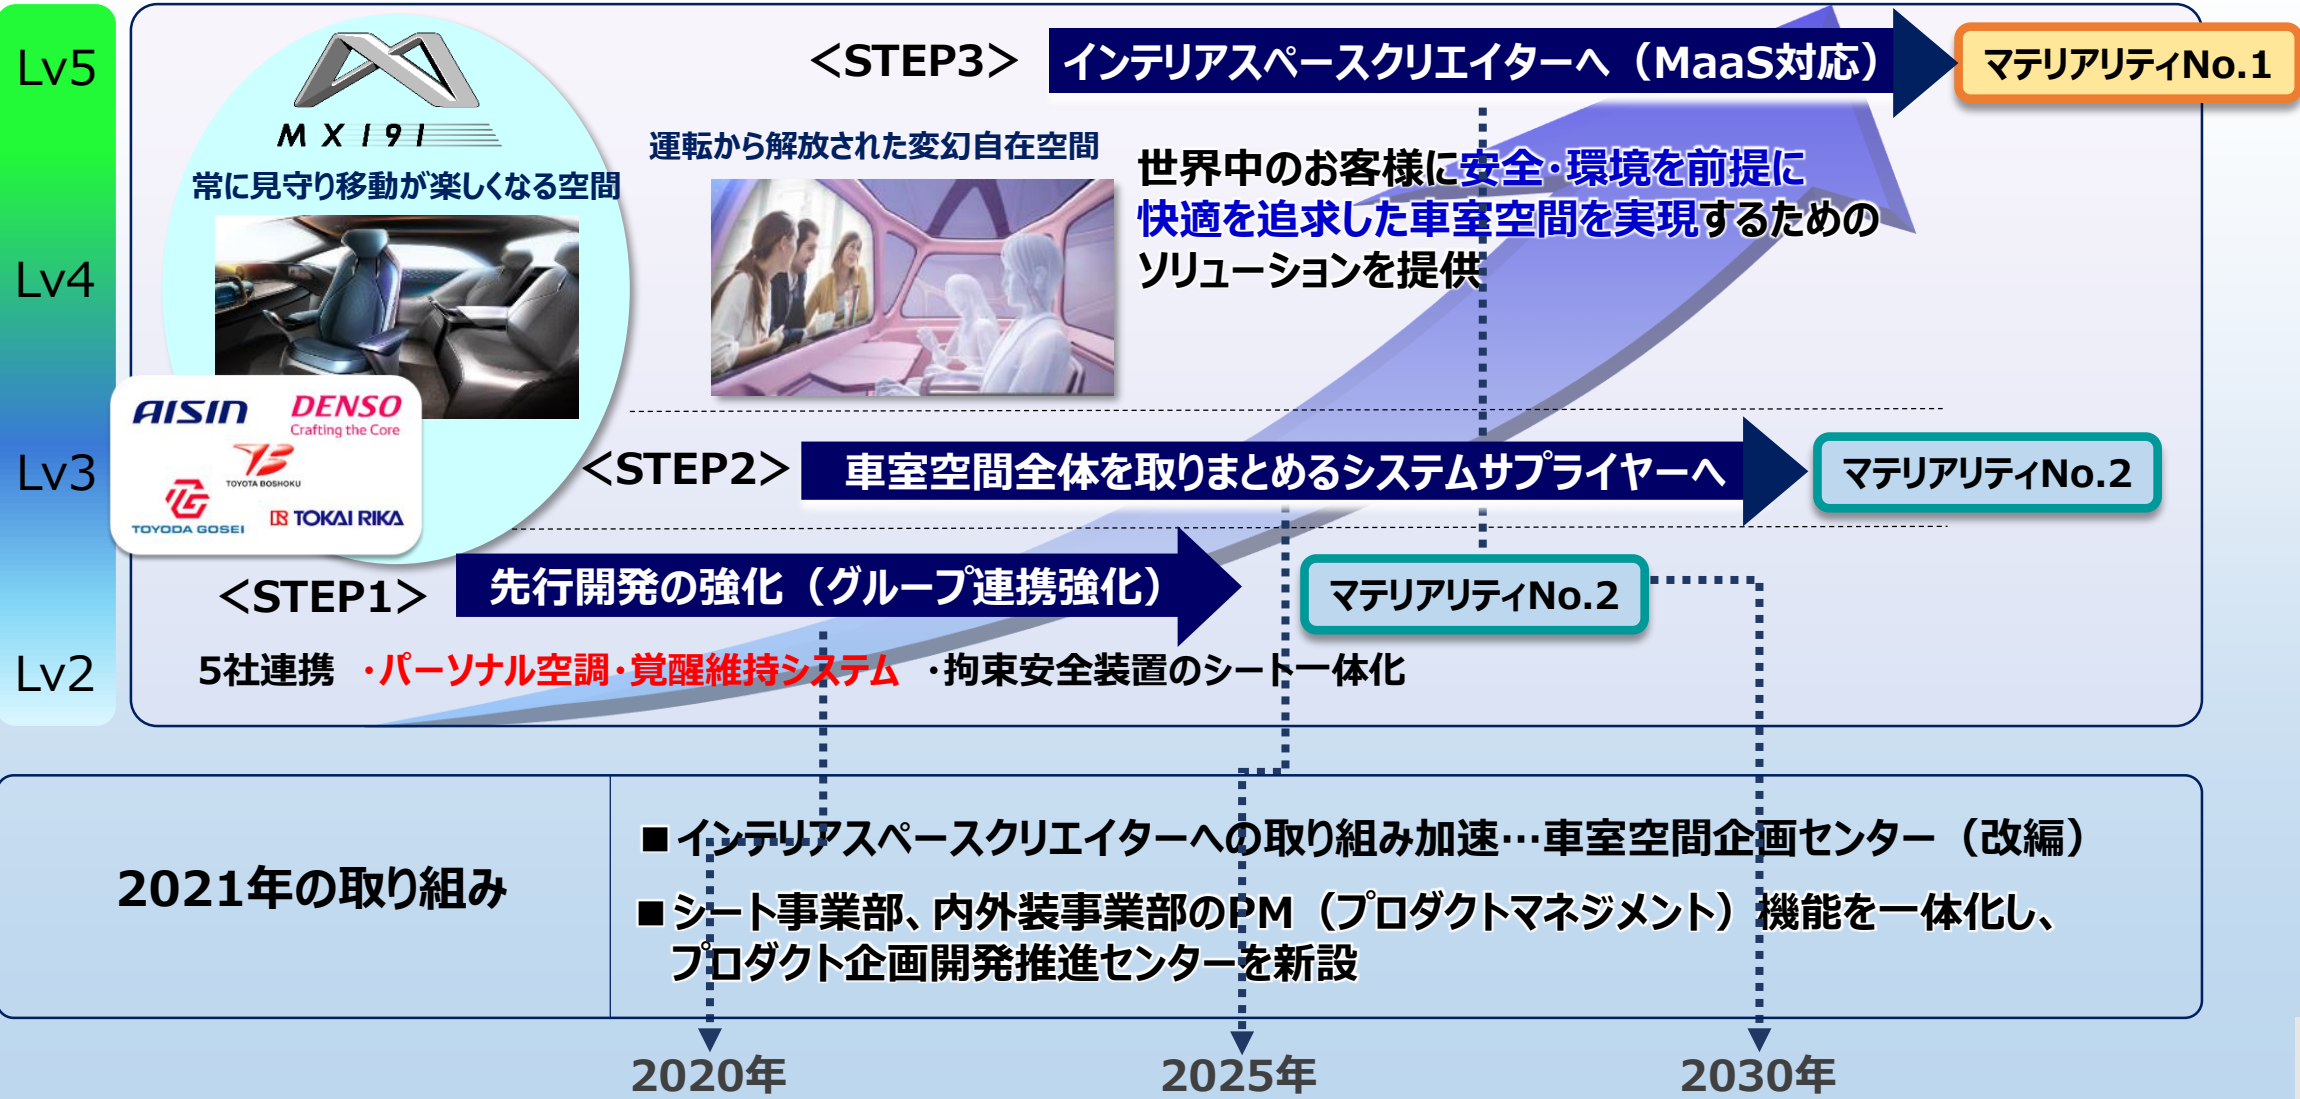 Lv5
Lv4
Lv3
Lv2
MX191
常に見守り移動が楽しくなる空間
AISIN
DENSO
Crafting the Core
TOYOTA BOSHOKU
TOYODA GOSEI
TOKAI RIKA
＜STEP3＞
インテリアスペースクリエイターへ（MaaS対応）
マテリアリティNo.1
運転から解放された変幻自在空間
世界中のお客様に安全・環境を前提に
快適を追求した車室空間を実現するための
ソリューションを提供
＜STEP2＞
車室空間全体を取りまとめるシステムサプライヤーへ
マテリアリティNo.2
＜STEP1＞
先行開発の強化（グループ連携強化）
マテリアリティNo.2
5社連携 ・パーソナル空調・覚醒維持システム ・拘束安全装置のシート一体化
2021年の取り組み
■インテリアスペースクリエイターへの取り組み加速…車室空間企画センター（改編）
■シート事業部、内外装事業部のPM（プロダクトマネジメント）機能を一体化し、
プロダクト企画開発推進センターを新設
2020年
2025年
2030年